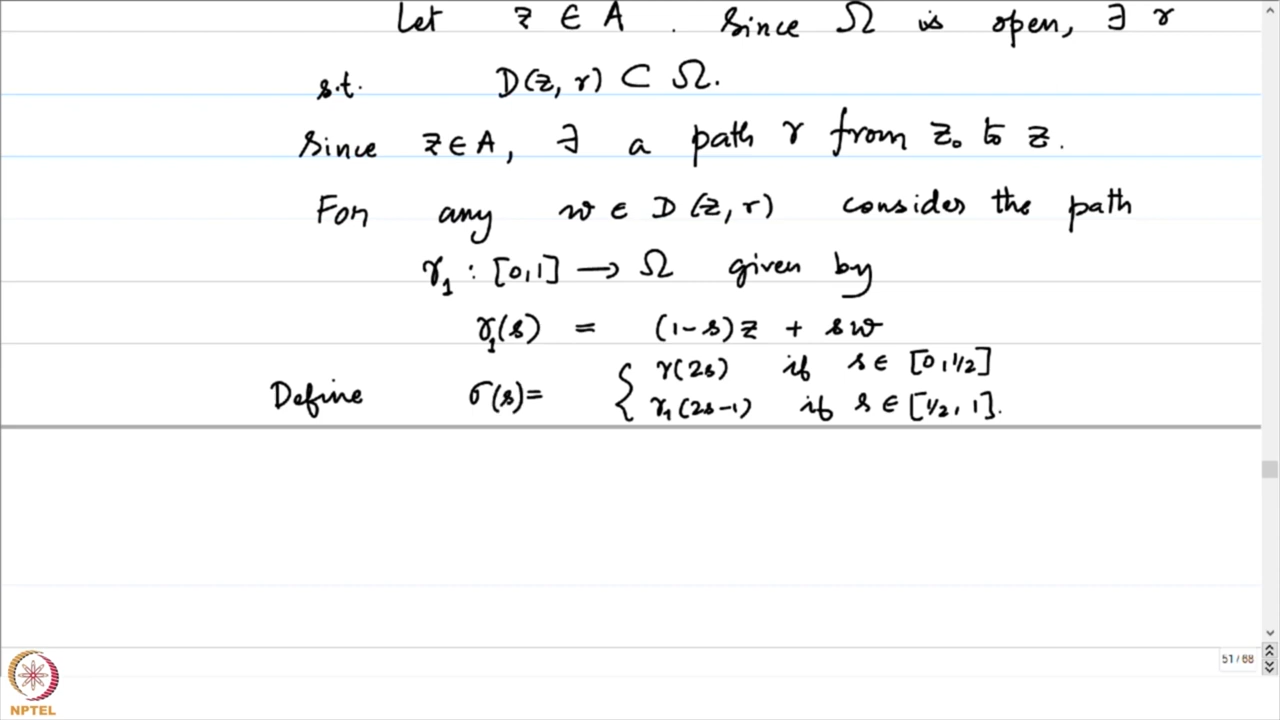 Let z ∈ A . Since Ω is open, ∃ r
s.t. D(z, r) ⊂ Ω.
Since z ∈ A, ∃ a path γ from z₀ to z.
For any w ∈ D(z, r) consider the path
γ₁ : [0,1] → Ω given by
γ₁(s) = (1-s)z + sw
Define σ(s) = { γ(2s) if s ∈ [0, 1/2]
γ₁(2s-1) if s ∈ [1/2, 1].
51 / 68
NPTEL